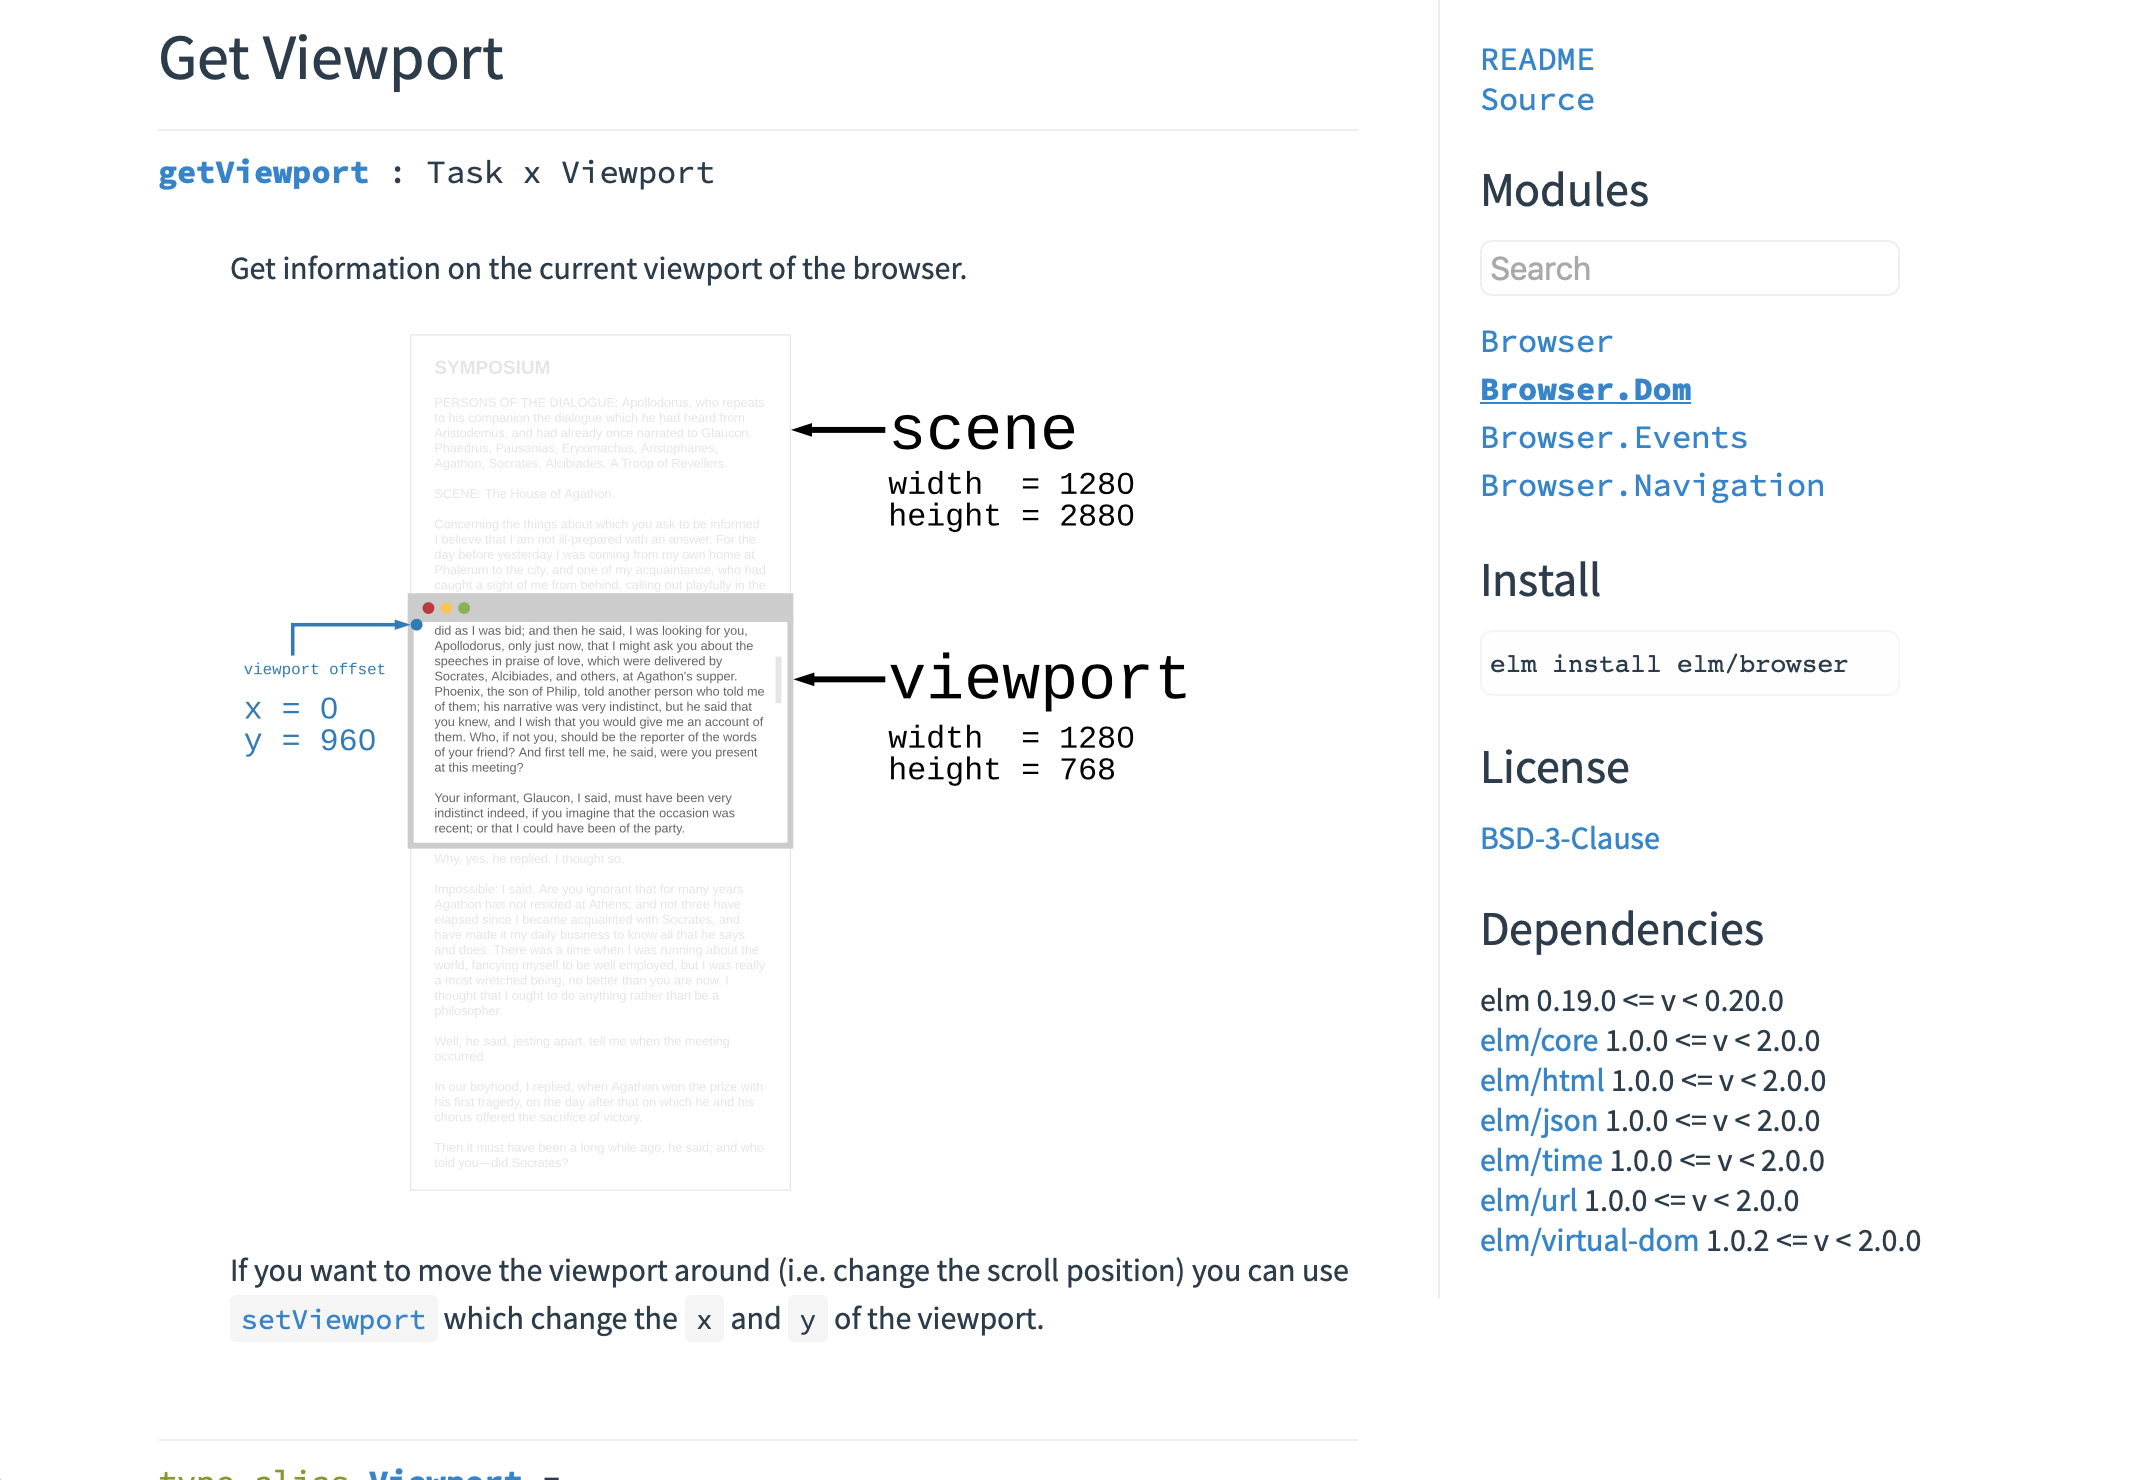 Get Viewport
getViewport : Task x Viewport
Get information on the current viewport of the browser.
SYMPOSIUM
PERSONS OF THE DIALOGUE: Apollodorus, who repeats
to his companion the dialogue which he had heard from
Aristodemus, and had already once narrated to Glaucon.
Phaedrus, Pausanias, Eryximachus, Aristophanes,
Agathon, Socrates, Alcibiades, A Troop of Revellers.
SCENE: The House of Agathon.
Concerning the things about which you ask to be informed
I believe that I am not ill-prepared with an answer. For the
day before yesterday I was coming from my own home at
Phalerum to the city, and one of my acquaintance, who had
caught a sight of me from behind, calling out playfully in the
did as I was bid; and then he said, I was looking for you,
Apollodorus, only just now, that I might ask you about the
speeches in praise of love, which were delivered by
Socrates, Alcibiades, and others, at Agathon's supper.
Phoenix, the son of Philip, told another person who told me
of them; his narrative was very indistinct, but he said that
you knew, and I wish that you would give me an account of
them. Who, if not you, should be the reporter of the words
of your friend? And first tell me, he said, were you present
at this meeting?
Your informant, Glaucon, I said, must have been very
indistinct indeed, if you imagine that the occasion was
recent; or that I could have been of the party.
Why, yes, he replied, I thought so.
Impossible: I said. Are you ignorant that for many years
Agathon has not resided at Athens; and not three have
elapsed since I became acquainted with Socrates, and
have made it my daily business to know all that he says
and does. There was a time when I was running about the
world, fancying myself to be well employed, but I was really
a most wretched being, no better than you are now. I
thought that I ought to do anything rather than be a
philosopher.
Well, he said, jesting apart, tell me when the meeting
occurred.
In our boyhood, I replied, when Agathon won the prize with
his first tragedy, on the day after that on which he and his
chorus offered the sacrifice of victory.
Then it must have been a long while ago, he said; and who
told you—did Socrates?
scene
width = 1280
height = 2880
viewport
width = 1280
height = 768
viewport offset
x = 0
y = 960
If you want to move the viewport around (i.e. change the scroll position) you can use
setViewport which change the x and y of the viewport.
type alias Viewport =
README
Source
Modules
Search
Browser
Browser.Dom
Browser.Events
Browser.Navigation
Install
elm install elm/browser
License
BSD-3-Clause
Dependencies
elm 0.19.0 <= v < 0.20.0
elm/core 1.0.0 <= v < 2.0.0
elm/html 1.0.0 <= v < 2.0.0
elm/json 1.0.0 <= v < 2.0.0
elm/time 1.0.0 <= v < 2.0.0
elm/url 1.0.0 <= v < 2.0.0
elm/virtual-dom 1.0.2 <= v < 2.0.0